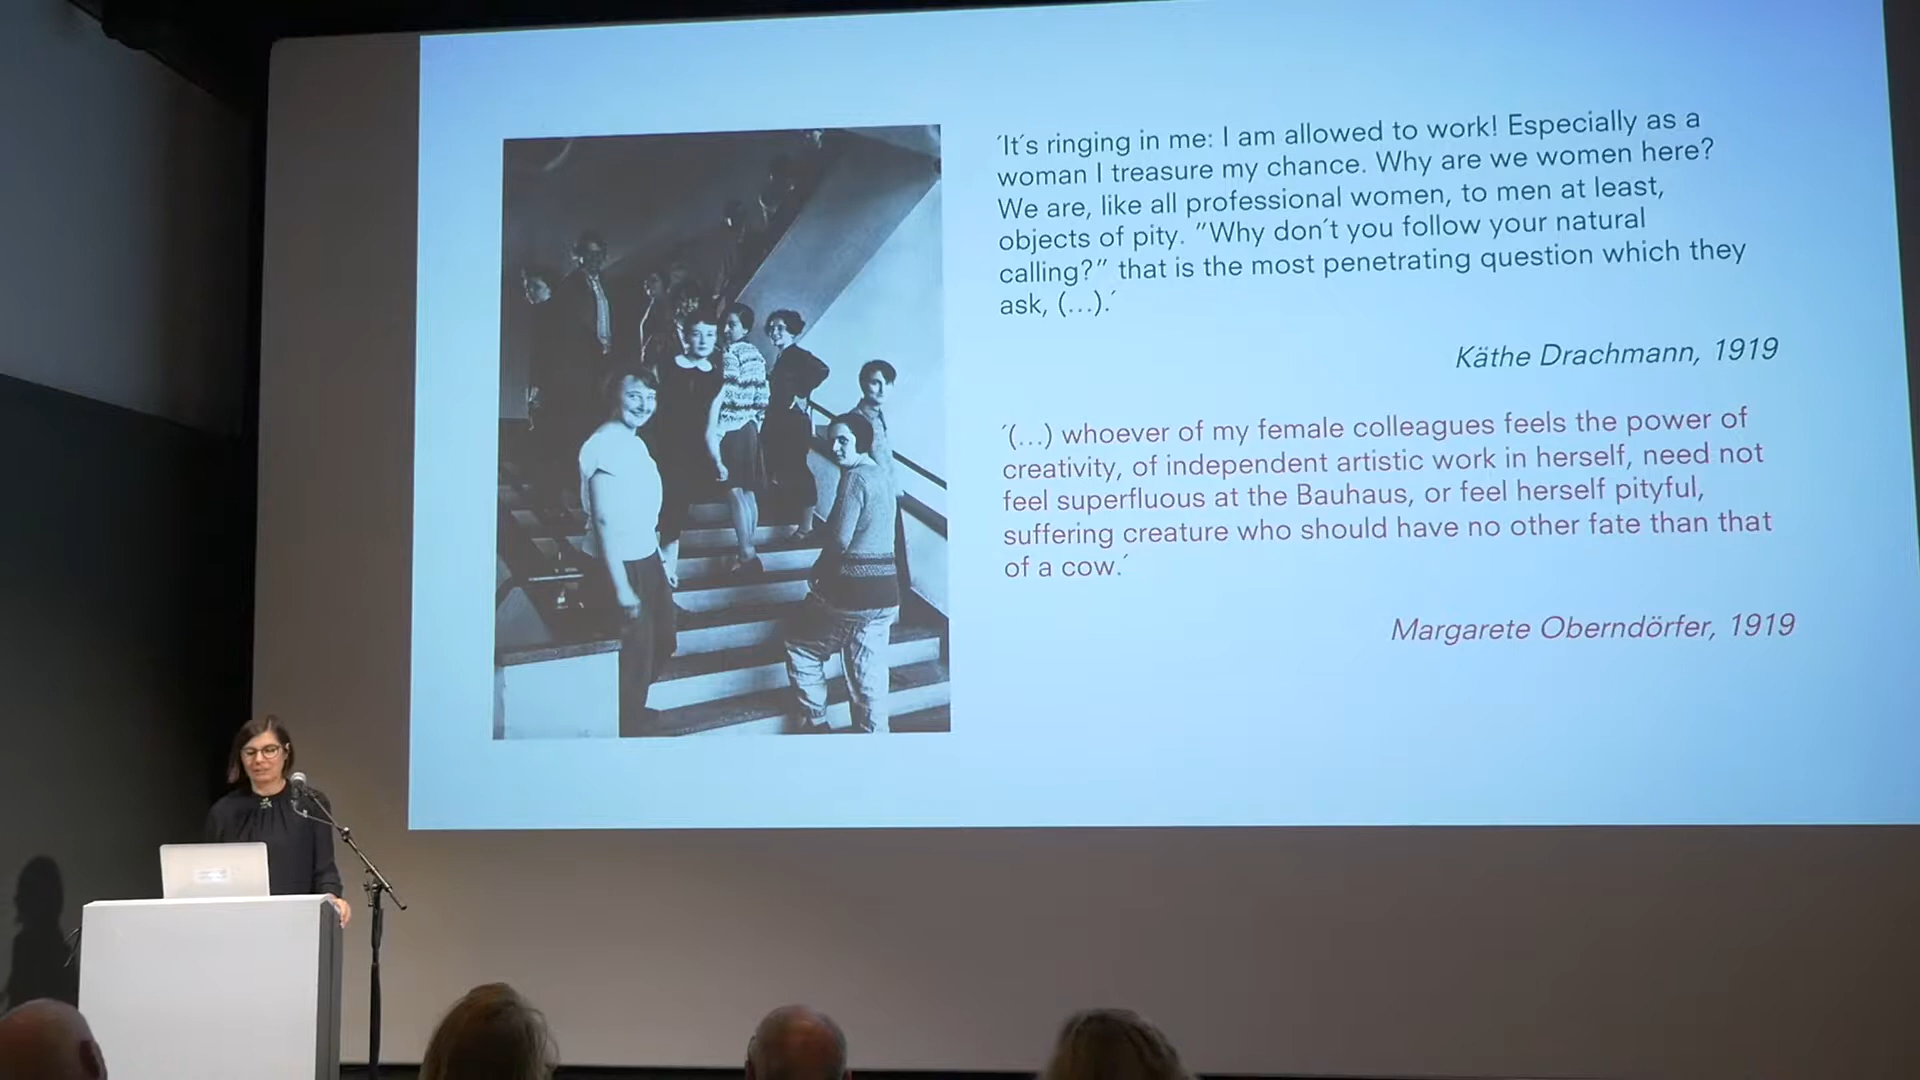 ´It´s ringing in me: I am allowed to work! Especially as a
woman I treasure my chance. Why are we women here?
We are, like all professional women, to men at least,
objects of pity. "Why don´t you follow your natural
calling?" that is the most penetrating question which they
ask, (...).´
Käthe Drachmann, 1919
´(...) whoever of my female colleagues feels the power of
creativity, of independent artistic work in herself, need not
feel superfluous at the Bauhaus, or feel herself pityful,
suffering creature who should have no other fate than that
of a cow.´
Margarete Oberndörfer, 1919